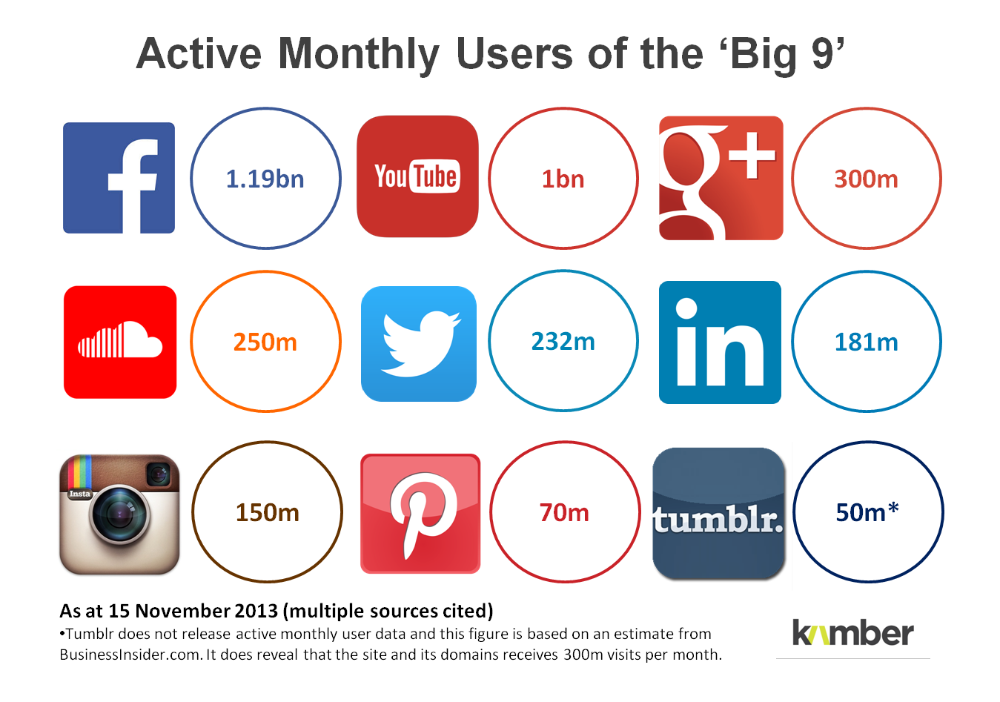 Active Monthly Users of the ‘Big 9’
f
1.19bn
YouTube
1bn
g+
300m
250m
232m
in
181m
Insta
150m
P
70m
tumblr.
50m*
As at 15 November 2013 (multiple sources cited)
•Tumblr does not release active monthly user data and this figure is based on an estimate from
BusinessInsider.com. It does reveal that the site and its domains receives 300m visits per month.
kamber